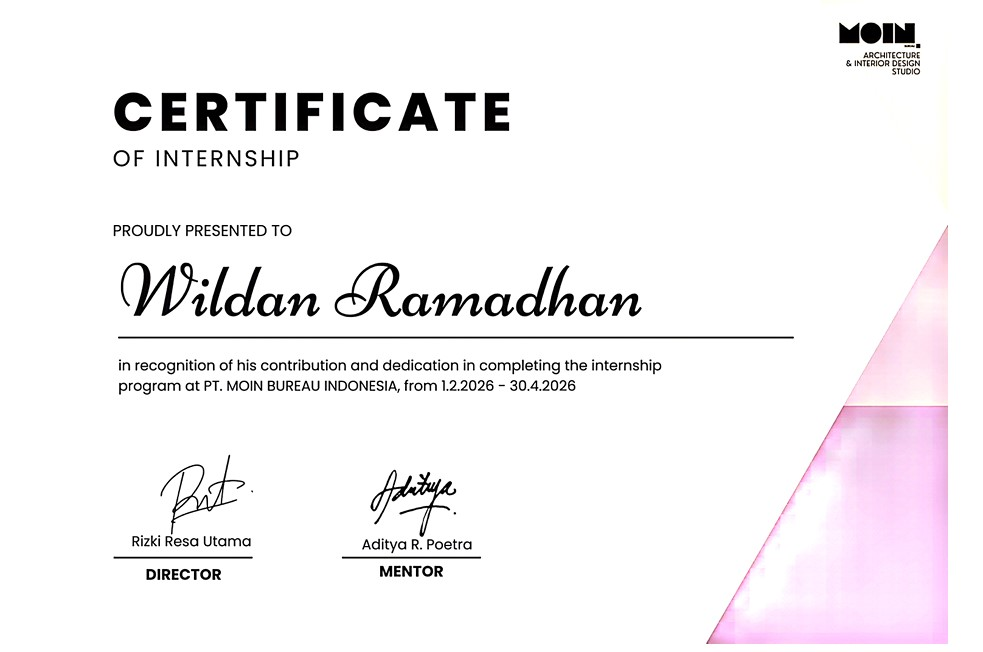 MOIN.
BUREAU
ARCHITECTURE
& INTERIOR DESIGN
STUDIO
CERTIFICATE
OF INTERNSHIP
PROUDLY PRESENTED TO
Wildan Ramadhan
in recognition of his contribution and dedication in completing the internship
program at PT. MOIN BUREAU INDONESIA, from 1.2.2026 - 30.4.2026
Aditya
Rizki Resa Utama
Aditya R. Poetra
DIRECTOR
MENTOR